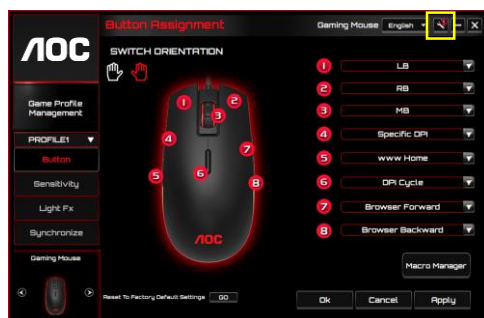 Button Assignment
Gaming Mouse
English
AOC
SWITCH ORIENTATION
Game Profile
Management
PROFILE1
Button
Sensitivity
Light Fx
Synchronize
Gaming Mouse
1
2
3
4
5
6
7
8
AOC
1 LB
2 RB
3 MB
4 Specific DPI
5 www Home
6 DPI Cycle
7 Browser Forward
8 Browser Backward
Macro Manager
Reset To Factory Default Settings GO
Ok Cancel Apply